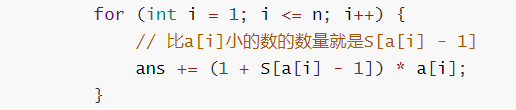 for (int i = 1; i <= n; i++) {
// 比a[i]小的数的数量就是S[a[i] - 1]
ans += (1 + S[a[i] - 1]) * a[i];
}